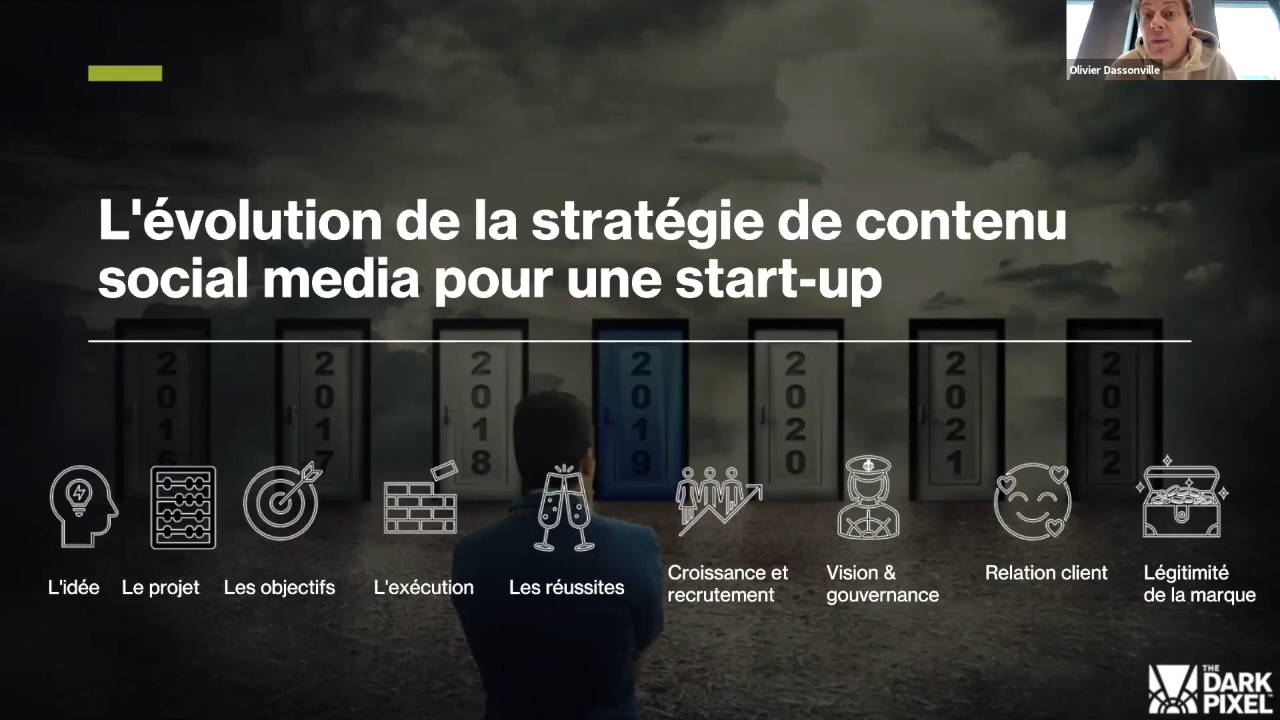 Olivier Dassonville
L'évolution de la stratégie de contenu
social media pour une start-up
2016
2017
2018
2019
2020
2021
2022
L'idée
Le projet
Les objectifs
L'exécution
Les réussites
Croissance et
recrutement
Vision &
gouvernance
Relation client
Légitimité
de la marque
THE
DARK
PIXEL